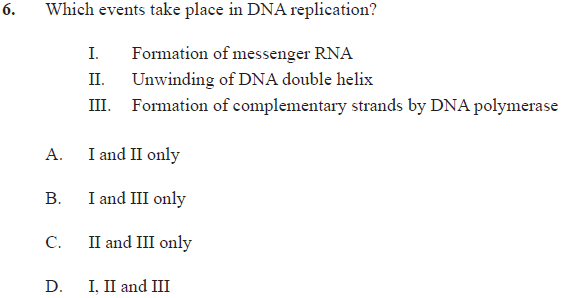 6. Which events take place in DNA replication?
I. Formation of messenger RNA
II. Unwinding of DNA double helix
III. Formation of complementary strands by DNA polymerase
A. I and II only
B. I and III only
C. II and III only
D. I, II and III